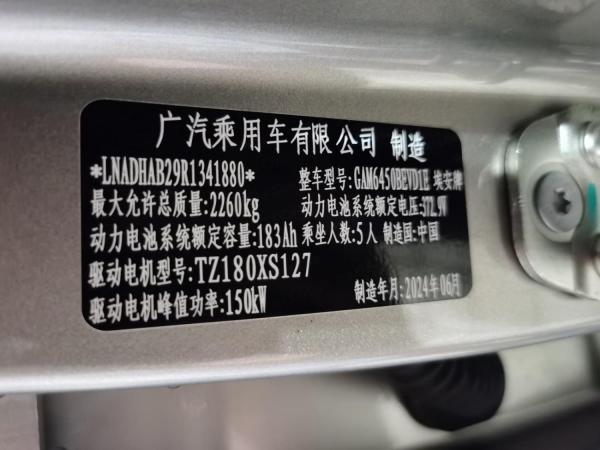 广汽乘用车有限公司 制造
*LNADHAB29R1341880* 整车型号:GAM6450BEVD1E 埃安牌
最大允许总质量:2260kg 动力电池系统额定电压:372.9V
动力电池系统额定容量:183Ah 乘坐人数:5人 制造国:中国
驱动电机型号:TZ180XS127
驱动电机峰值功率:150kW 制造年月:2024年06月